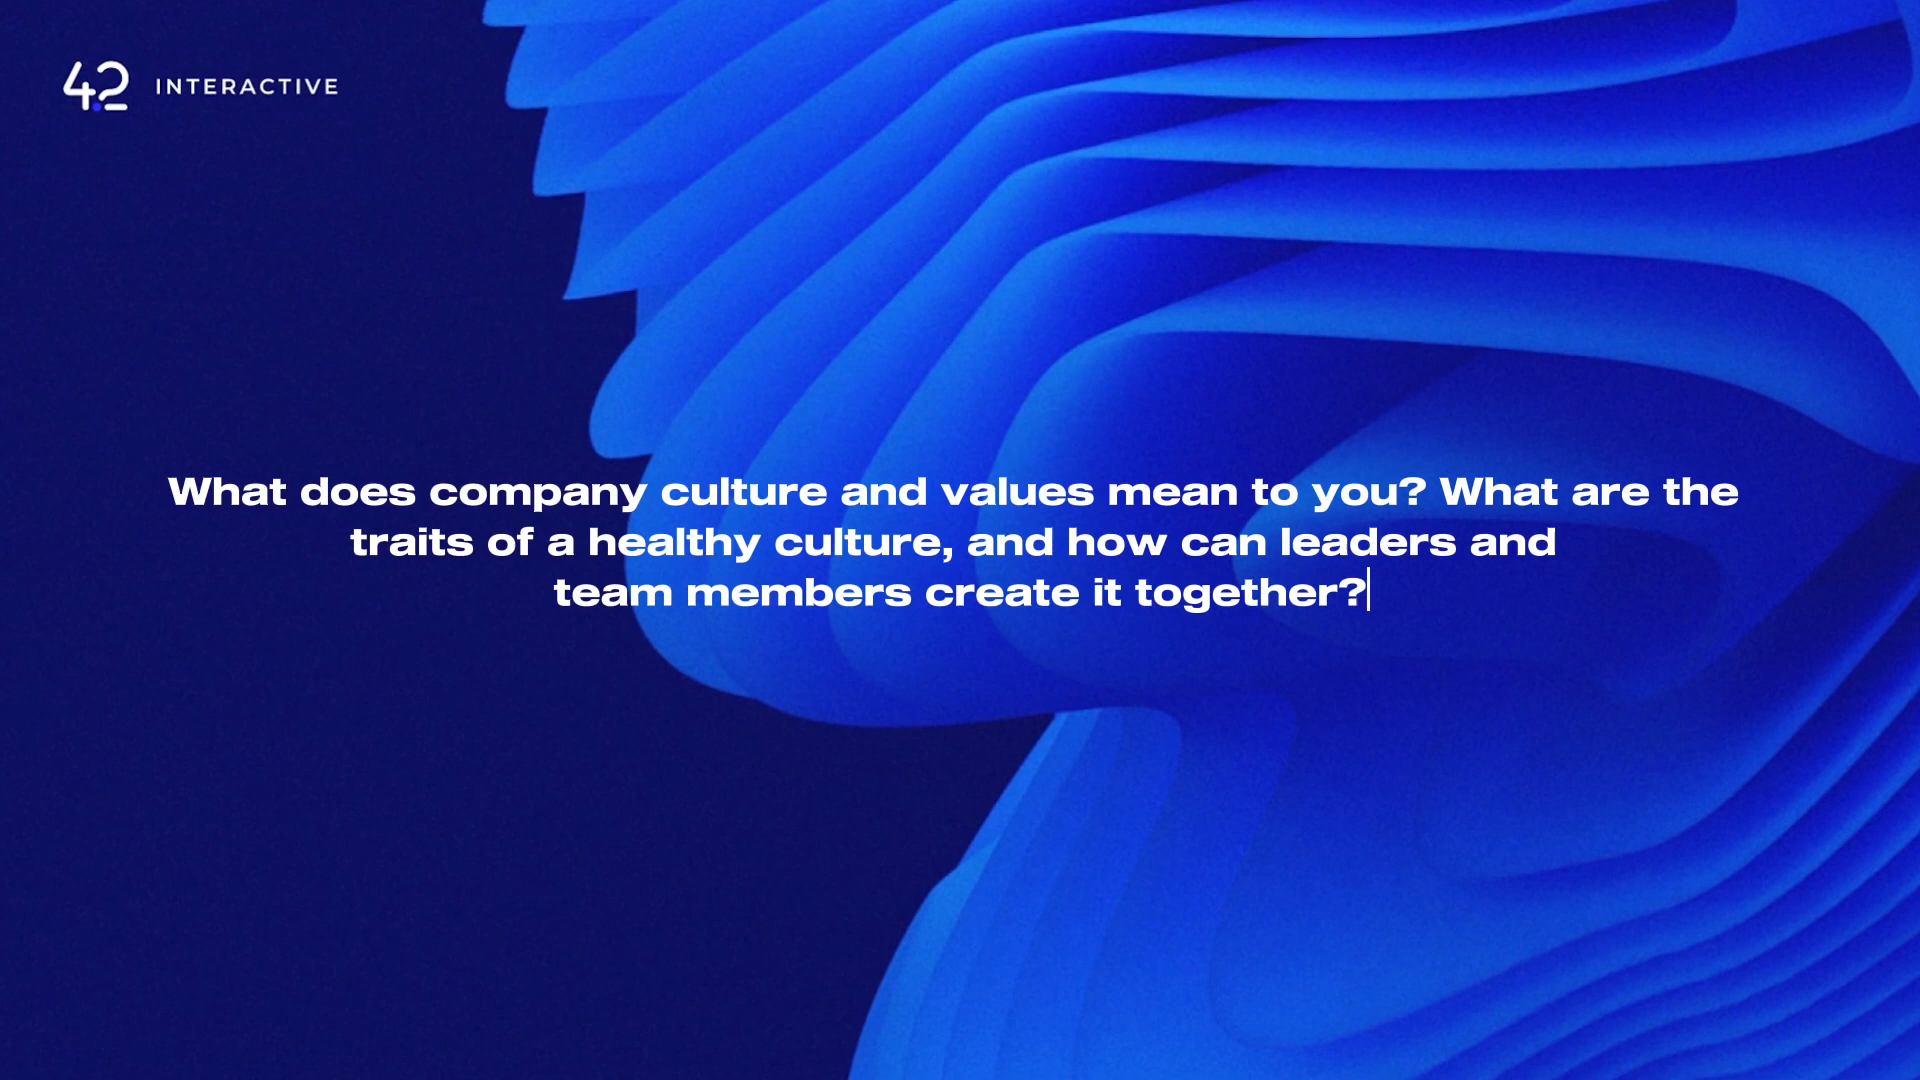 42 INTERACTIVE
What does company culture and values mean to you? What are the
traits of a healthy culture, and how can leaders and
team members create it together?